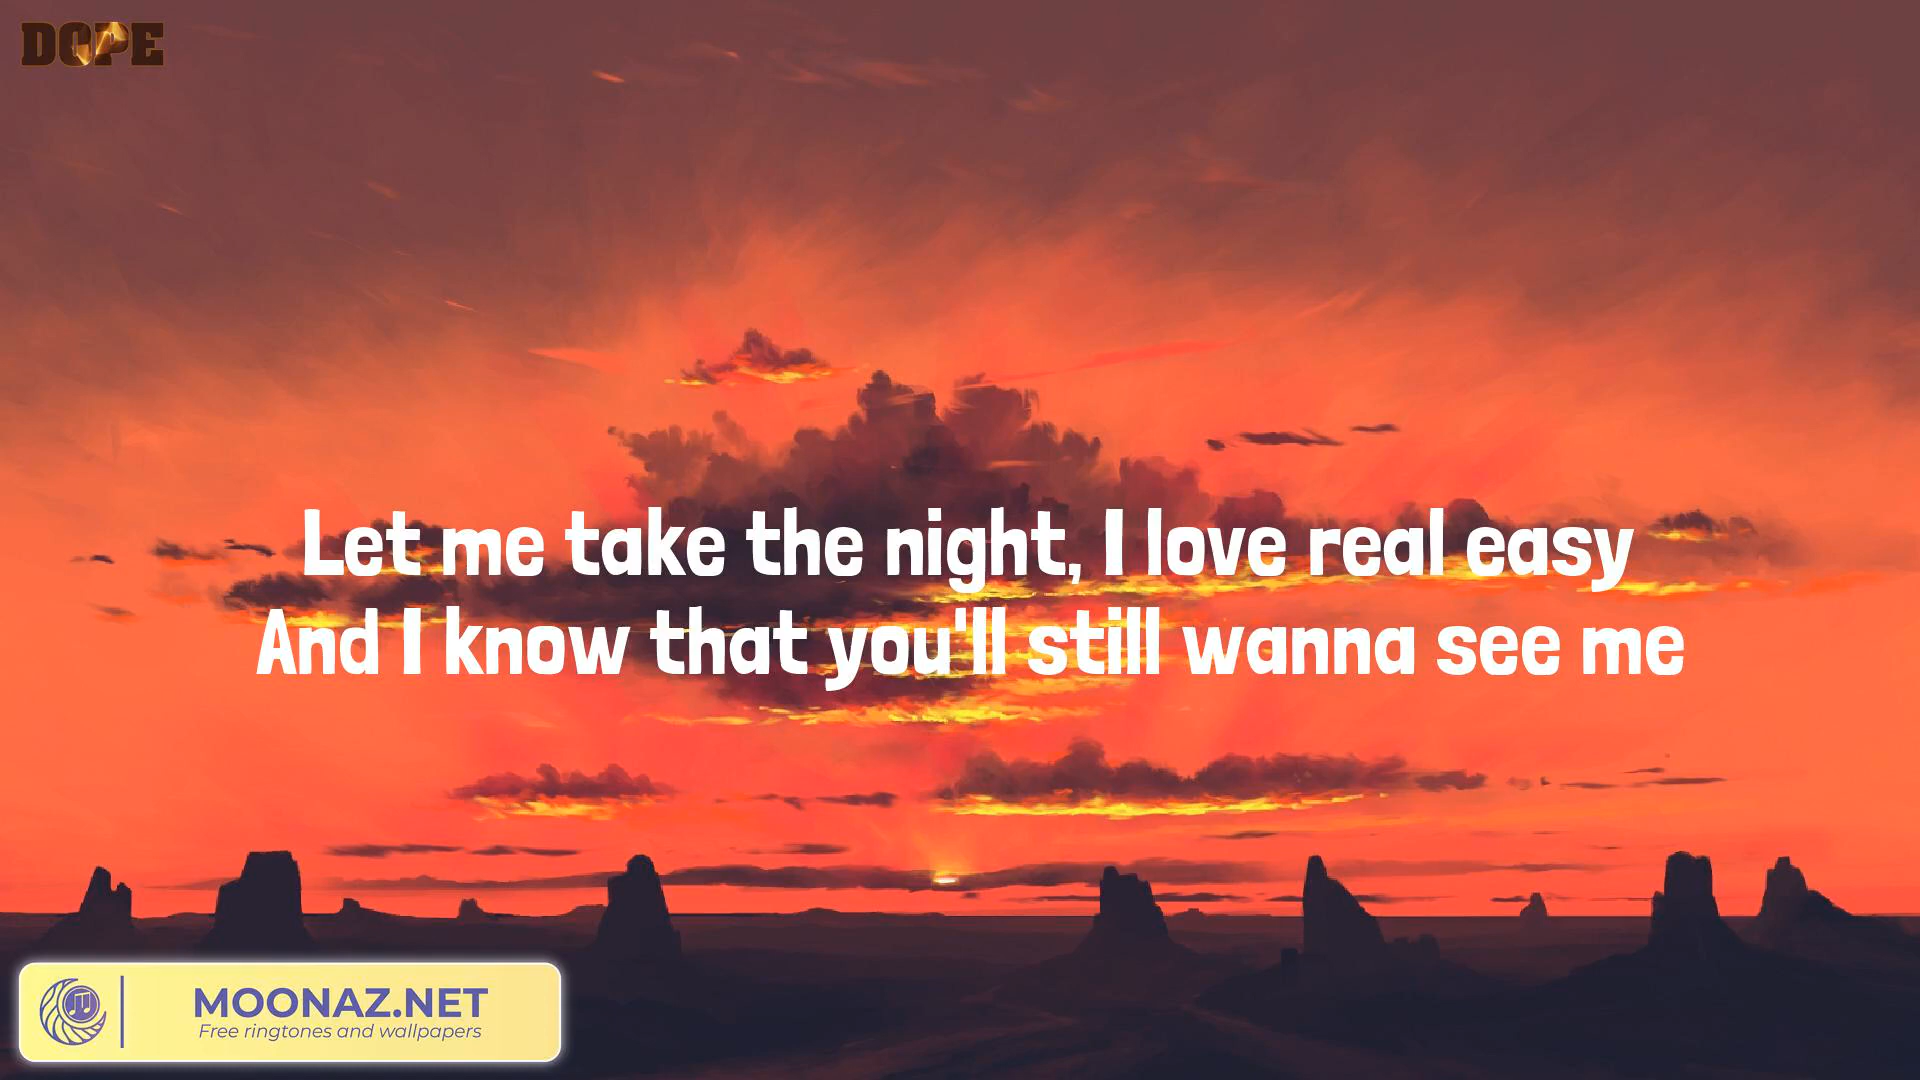 DOPE
Let me take the night, I love real easy
And I know that you'll still wanna see me
MOONAZ.NET
Free ringtones and wallpapers